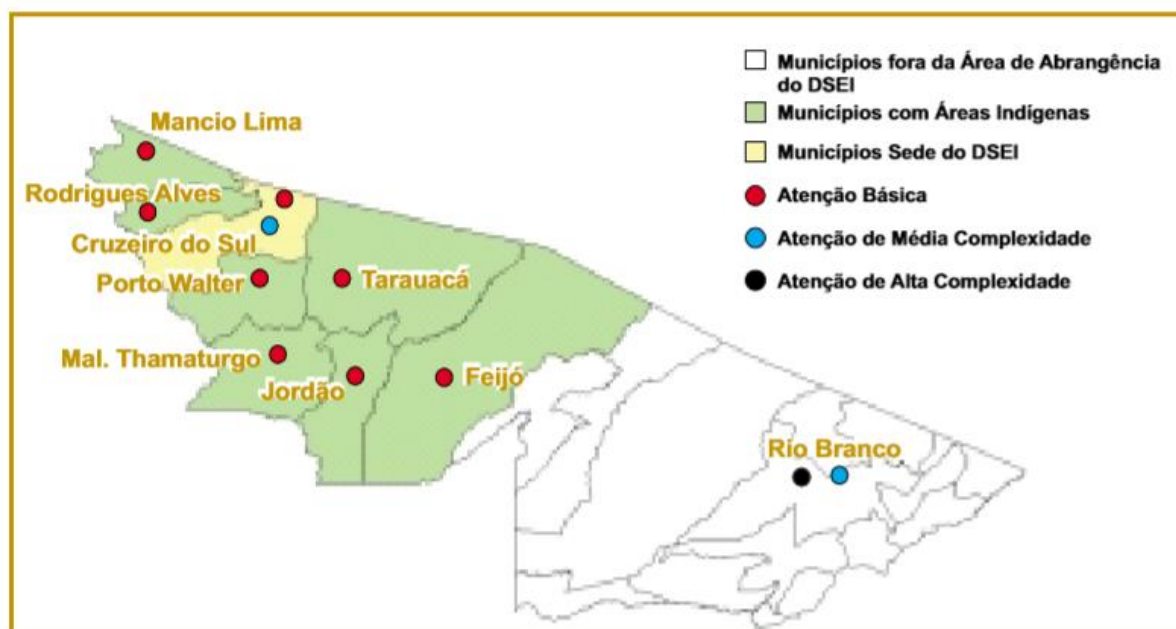 Municípios fora da Área de Abrangência
do DSEI
Municípios com Áreas Indígenas
Municípios Sede do DSEI
Atenção Básica
Atenção de Média Complexidade
Atenção de Alta Complexidade
Mancio Lima
Rodrigues Alves
Cruzeiro do Sul
Porto Walter
Tarauacá
Mal. Thamaturgo
Jordão
Feijó
Rio Branco